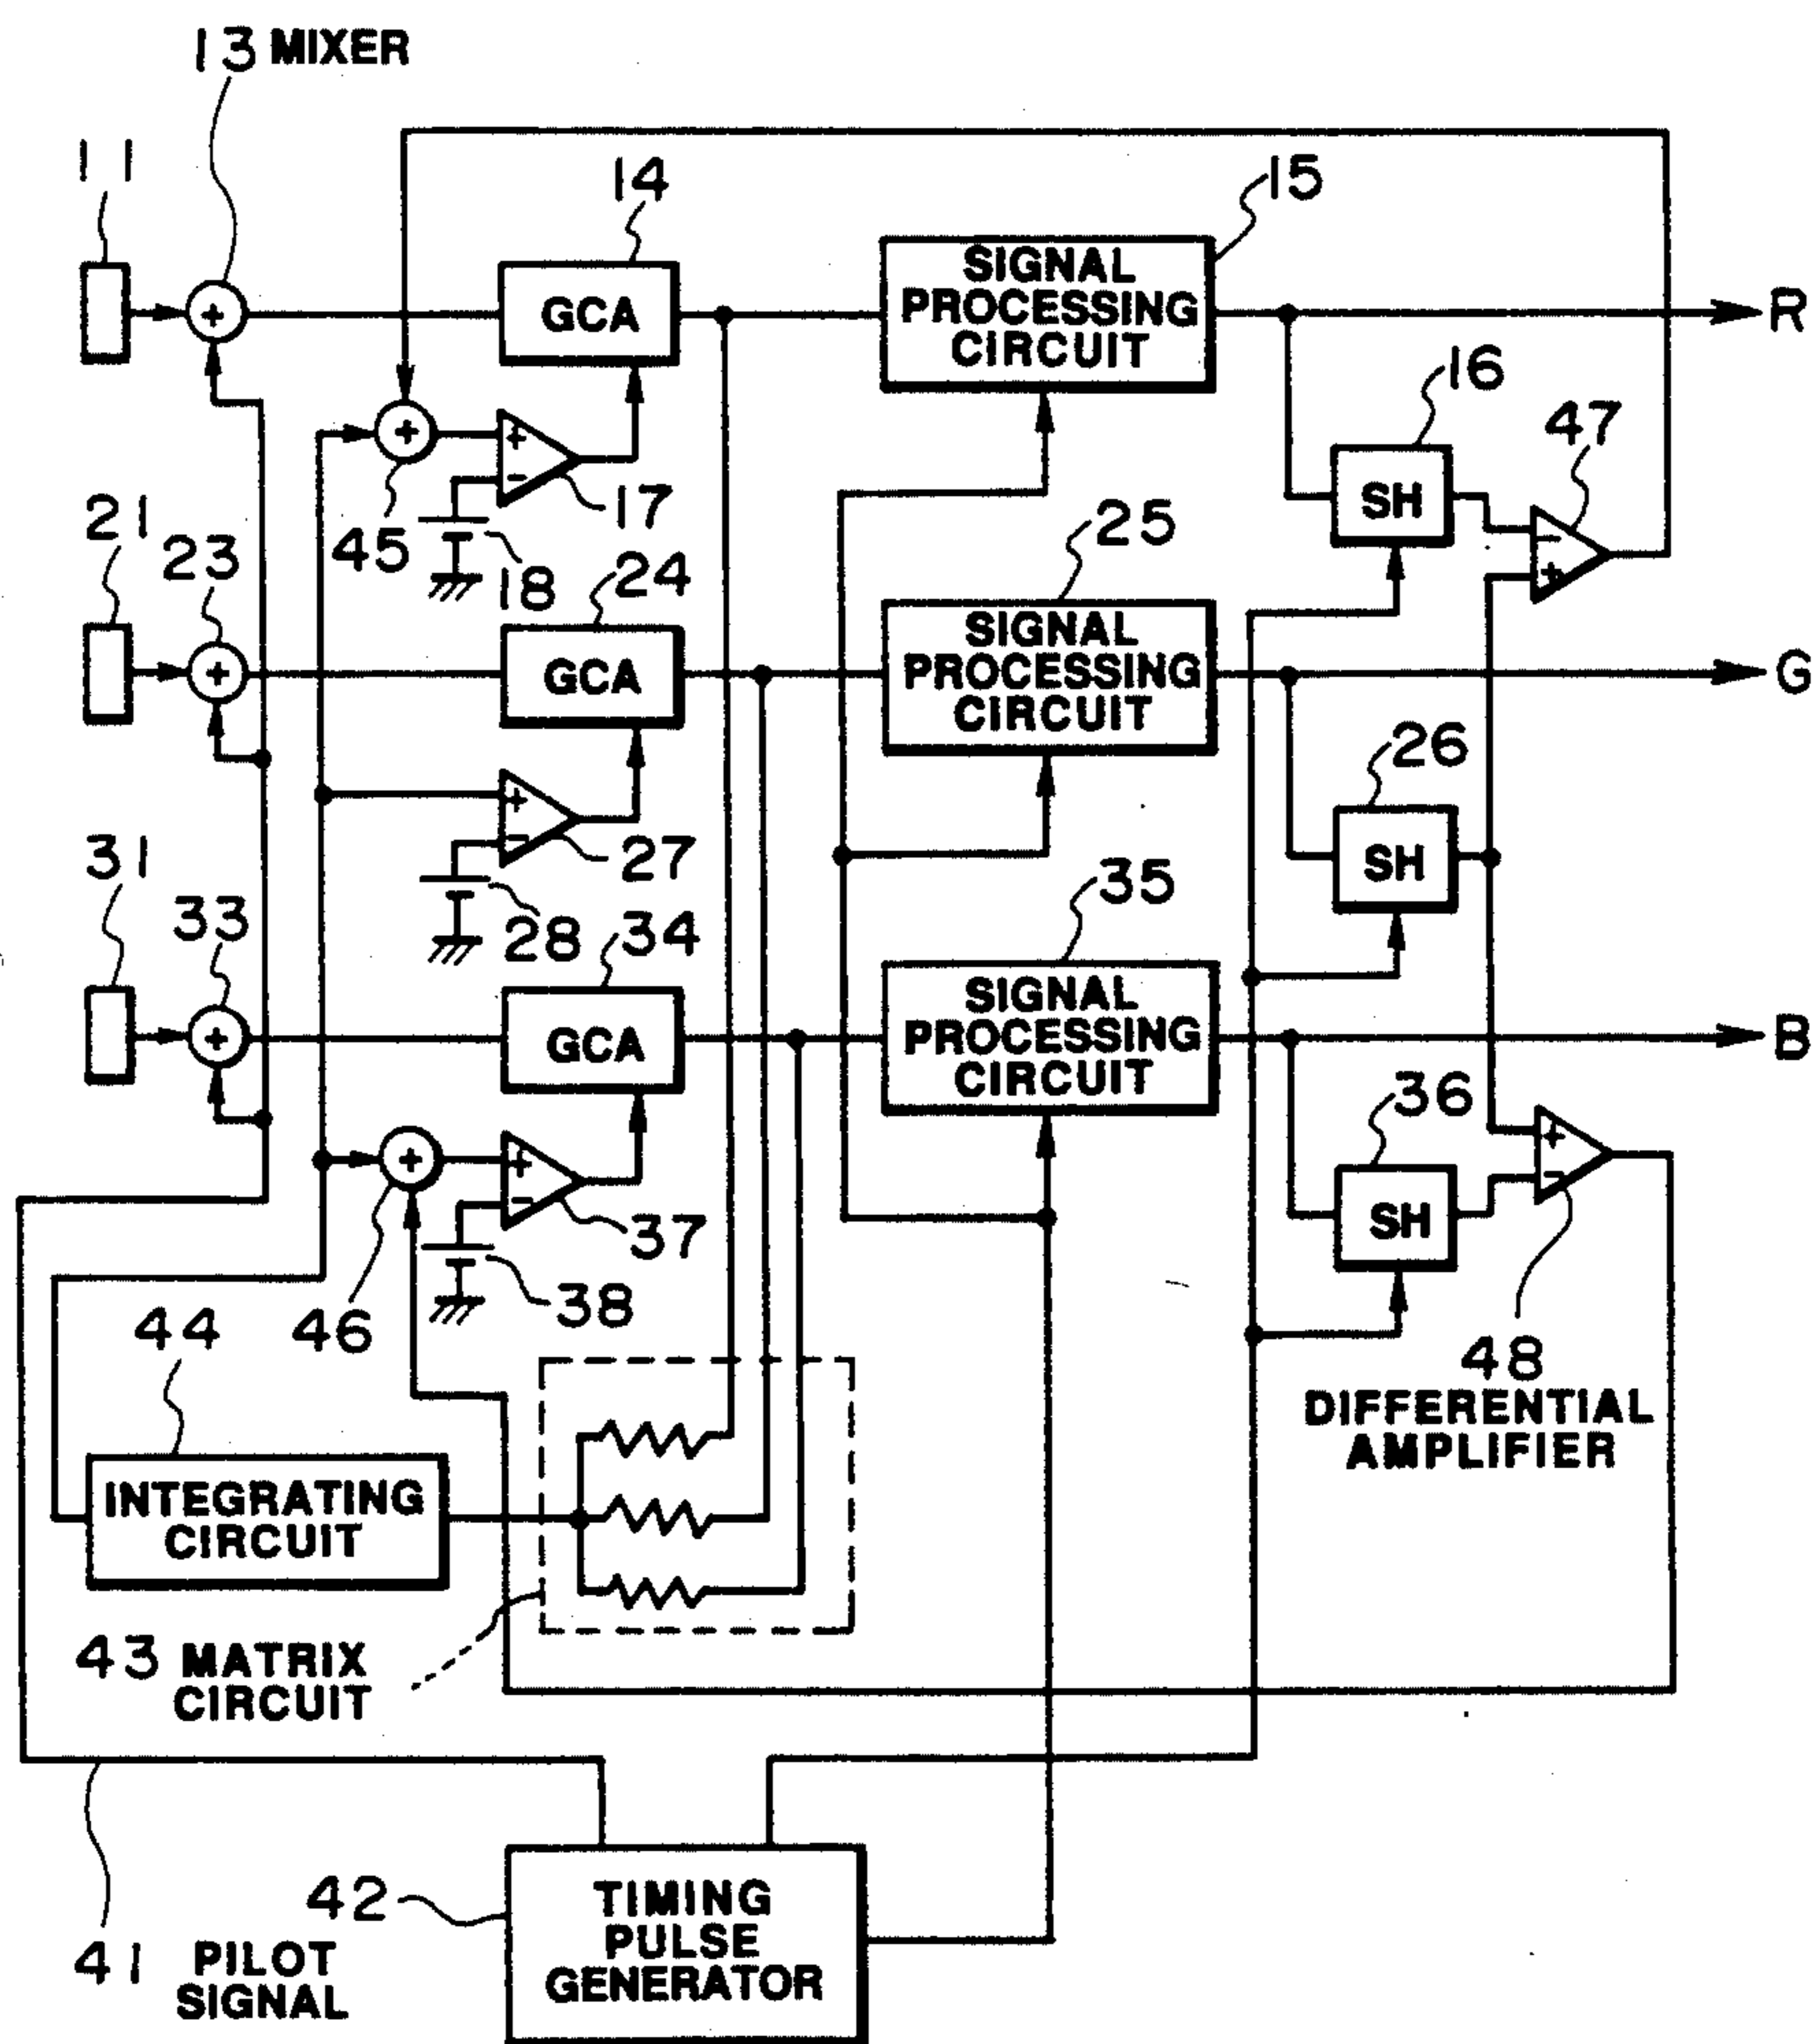 13 MIXER
11
14
15
GCA
SIGNAL
PROCESSING
CIRCUIT
R
16
47
+
+
+
-
17
SH
-
+
45
18
21
23
24
25
GCA
SIGNAL
PROCESSING
CIRCUIT
G
+
26
+
-
27
SH
28
31
33
34
35
GCA
SIGNAL
PROCESSING
CIRCUIT
B
+
36
+
+
-
37
SH
+
-
38
46
44
48
DIFFERENTIAL
AMPLIFIER
INTEGRATING
CIRCUIT
43 MATRIX
CIRCUIT
42
TIMING
PULSE
GENERATOR
41 PILOT
SIGNAL